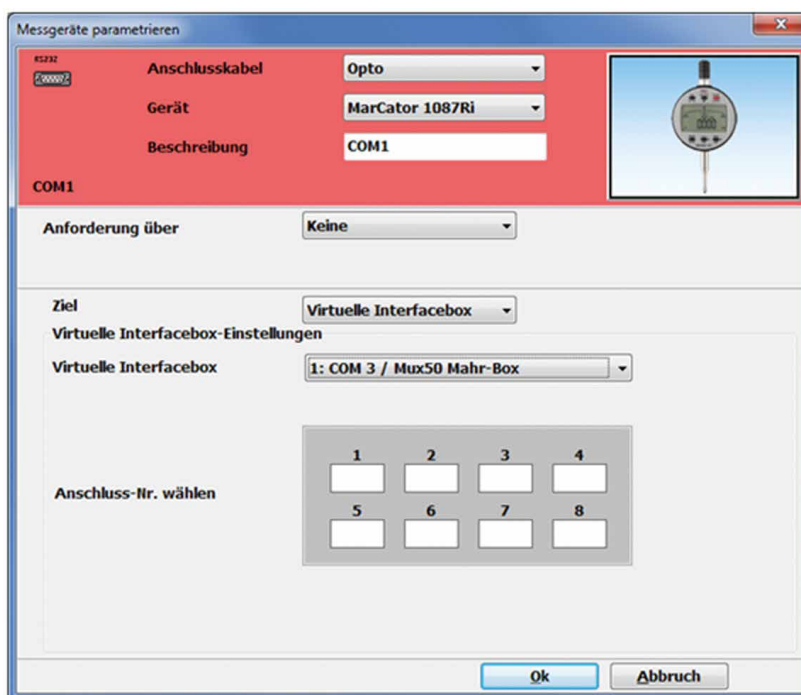 Messgeräte parametrieren
RS232
Anschlusskabel Opto
Gerät MarCator 1087Ri
Beschreibung COM1
COM1
Anforderung über Keine
Ziel Virtuelle Interfacebox
Virtuelle Interfacebox-Einstellungen
Virtuelle Interfacebox 1: COM 3 / Mux50 Mahr-Box
1 2 3 4
Anschluss-Nr. wählen
5 6 7 8
Ok Abbruch